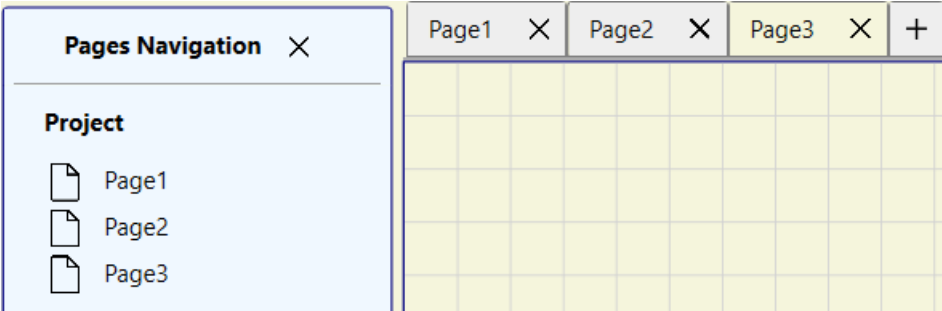 Pages Navigation
Project
Page1
Page2
Page3
Page1 Page2 Page3 +